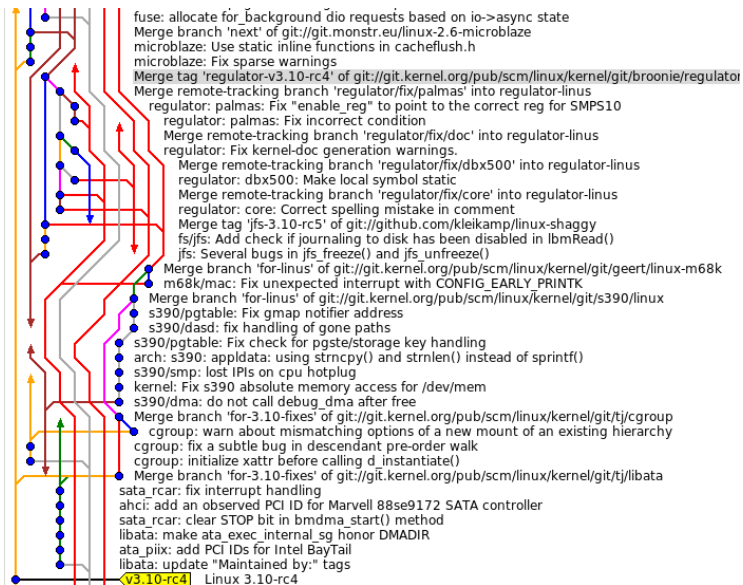 fuse: allocate for_background dio requests based on io->async state
Merge branch 'next' of git://git.monstr.eu/linux-2.6-microblaze
microblaze: Use static inline functions in cacheflush.h
microblaze: Fix sparse warnings
Merge tag 'regulator-v3.10-rc4' of git://git.kernel.org/pub/scm/linux/kernel/git/broonie/regulator
Merge remote-tracking branch 'regulator/fix/palmas' into regulator-linus
regulator: palmas: Fix "enable_reg" to point to the correct reg for SMPS10
regulator: palmas: Fix incorrect condition
Merge remote-tracking branch 'regulator/fix/doc' into regulator-linus
regulator: Fix kernel-doc generation warnings.
Merge remote-tracking branch 'regulator/fix/dbx500' into regulator-linus
regulator: dbx500: Make local symbol static
Merge remote-tracking branch 'regulator/fix/core' into regulator-linus
regulator: core: Correct spelling mistake in comment
Merge tag 'jfs-3.10-rc5' of git://github.com/kleikamp/linux-shaggy
fs/jfs: Add check if journaling to disk has been disabled in lbmRead()
jfs: Several bugs in jfs_freeze() and jfs_unfreeze()
Merge branch 'for-linus' of git://git.kernel.org/pub/scm/linux/kernel/git/geert/linux-m68k
m68k/mac: Fix unexpected interrupt with CONFIG_EARLY_PRINTK
Merge branch 'for-linus' of git://git.kernel.org/pub/scm/linux/kernel/git/s390/linux
s390/pgtable: Fix gmap notifier address
s390/dasd: fix handling of gone paths
s390/pgtable: Fix check for pgste/storage key handling
arch: s390: appldata: using strncpy() and strnlen() instead of sprintf()
s390/smp: lost IPIs on cpu hotplug
kernel: Fix s390 absolute memory access for /dev/mem
s390/dma: do not call debug_dma after free
Merge branch 'for-3.10-fixes' of git://git.kernel.org/pub/scm/linux/kernel/git/tj/cgroup
cgroup: warn about mismatching options of a new mount of an existing hierarchy
cgroup: fix a subtle bug in descendant pre-order walk
cgroup: initialize xattr before calling d_instantiate()
Merge branch 'for-3.10-fixes' of git://git.kernel.org/pub/scm/linux/kernel/git/tj/libata
sata_rcar: fix interrupt handling
ahci: add an observed PCI ID for Marvell 88se9172 SATA controller
sata_rcar: clear STOP bit in bmdma_start() method
libata: make ata_exec_internal_sg honor DMADIR
ata_piix: add PCI IDs for Intel BayTail
libata: update "Maintained by:" tags
v3.10-rc4 Linux 3.10-rc4